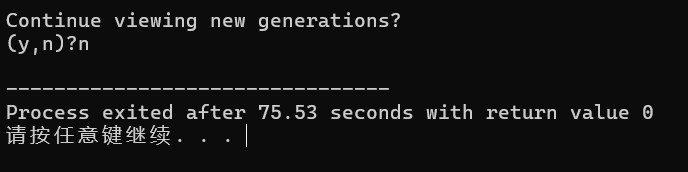 Continue viewing new generations?
(y,n)?n
--------------------------------
Process exited after 75.53 seconds with return value 0
请按任意键继续. . .